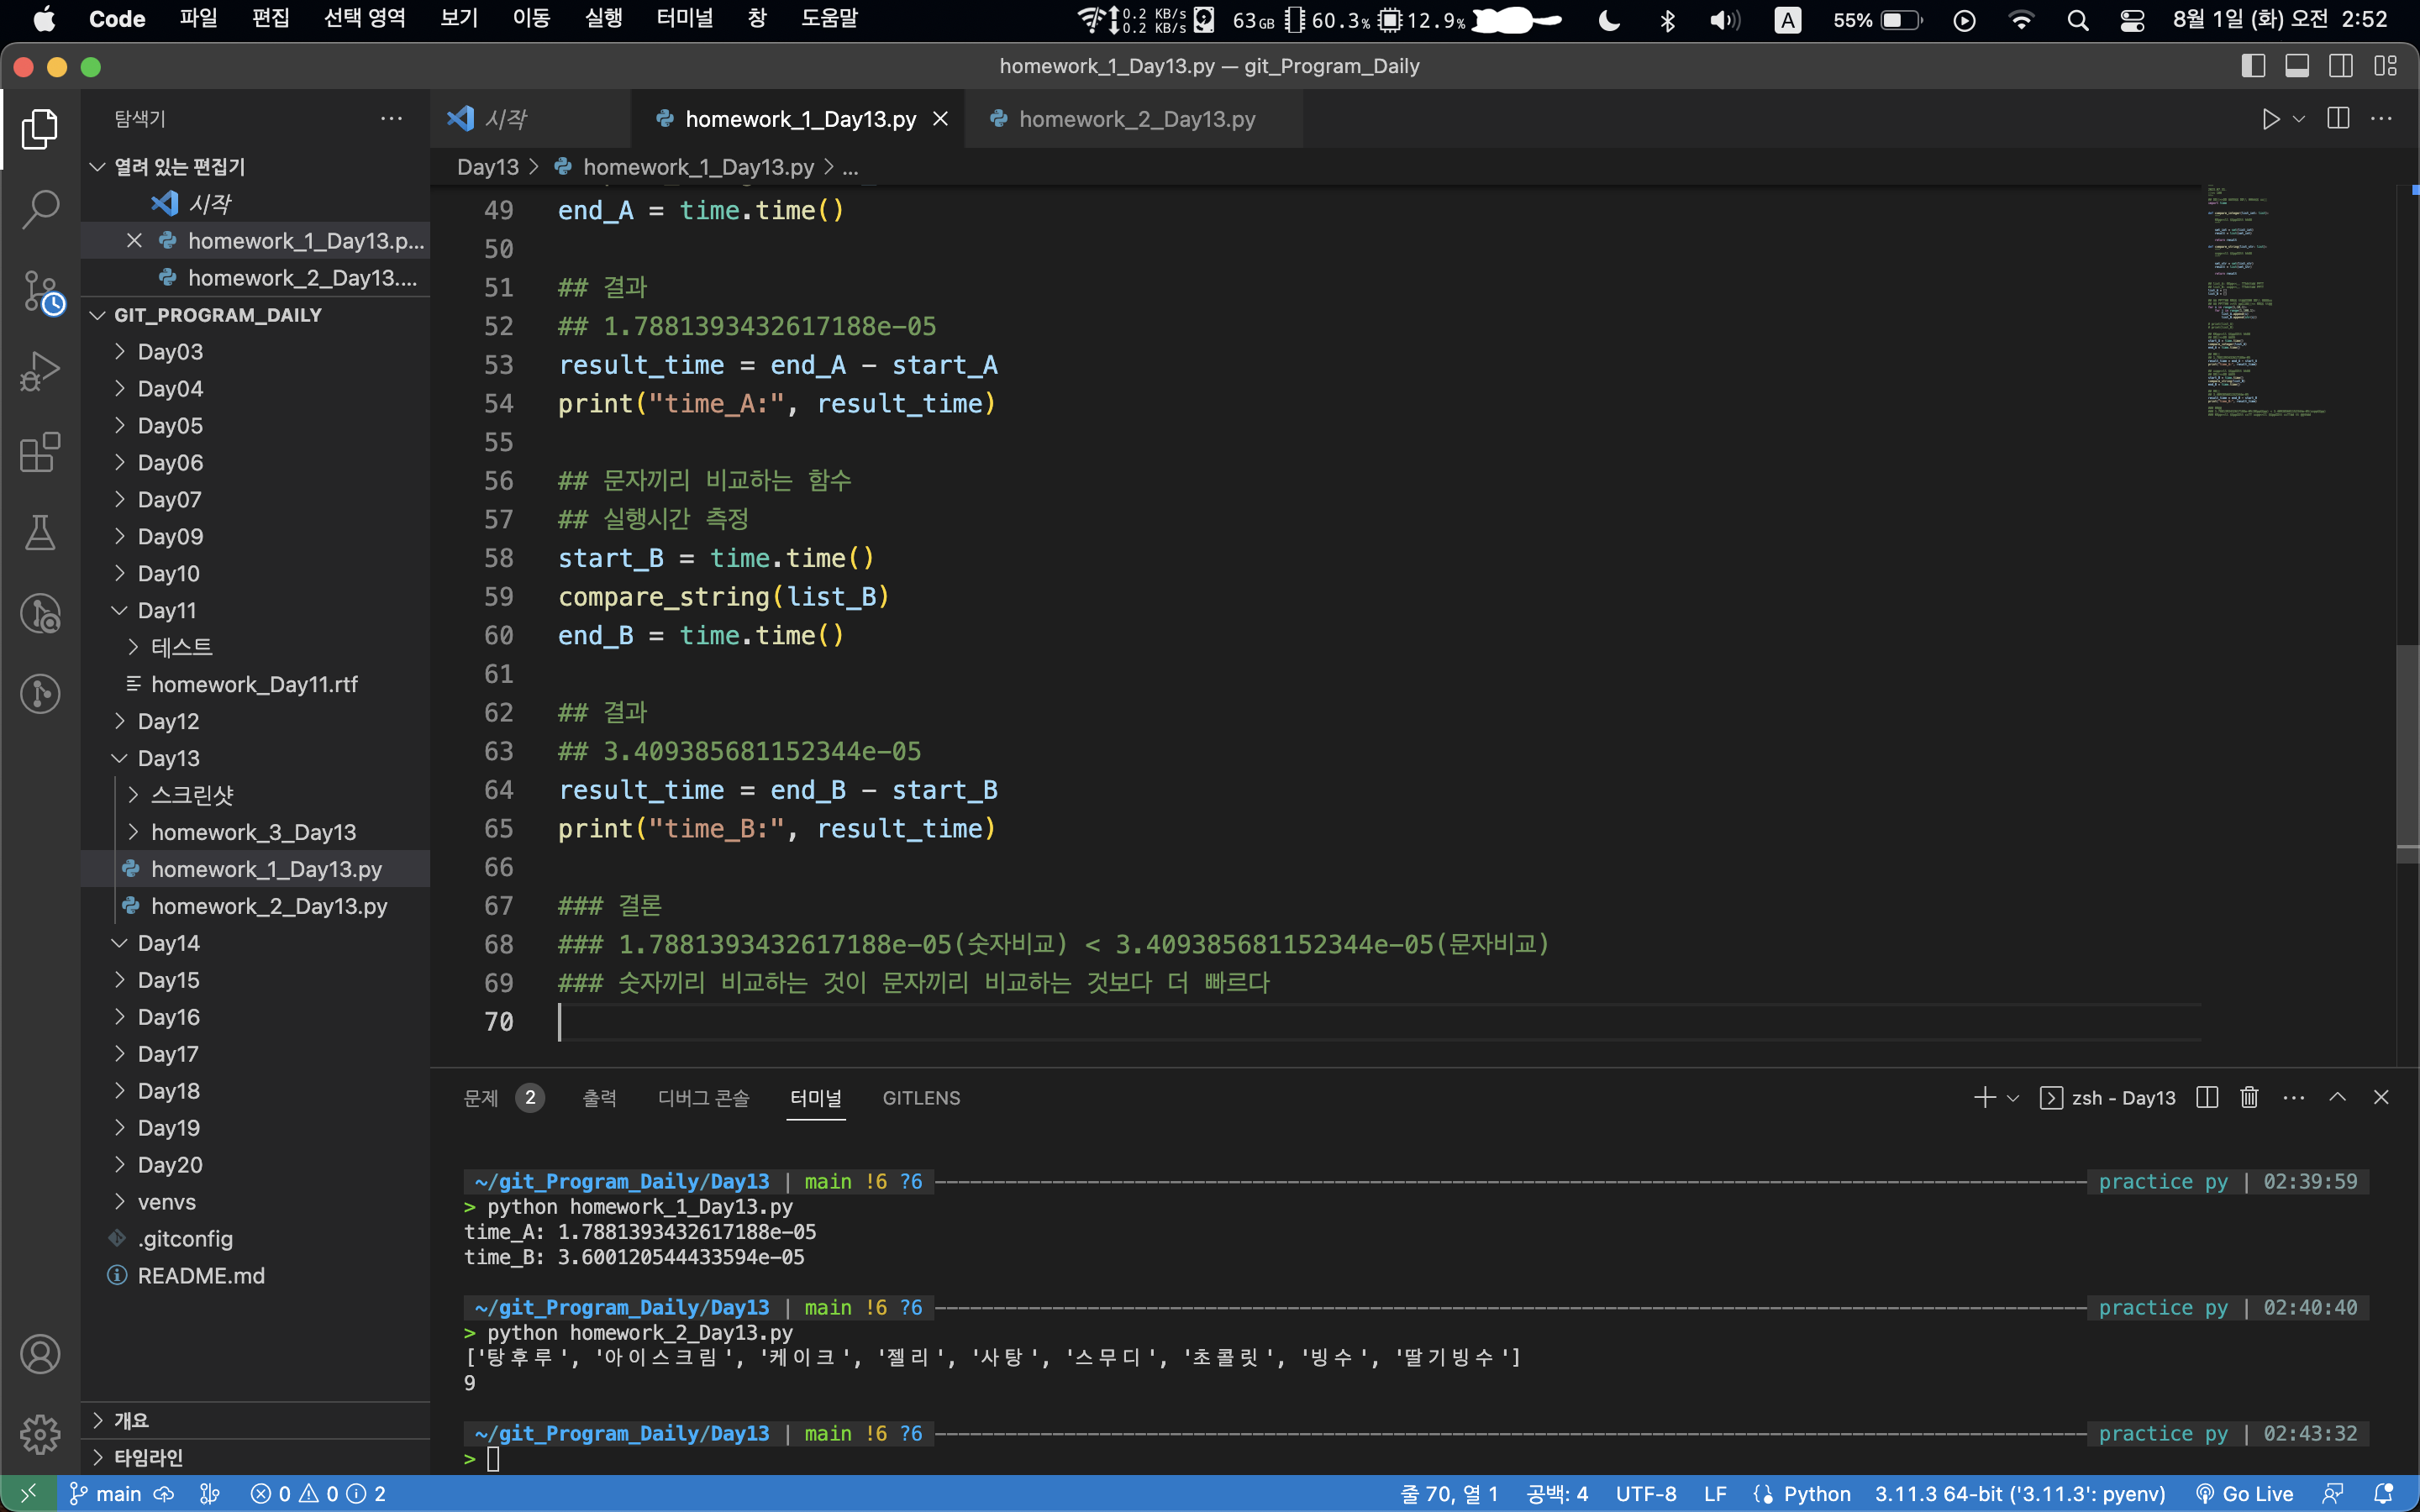 Code 파일 편집 선택 영역 보기 이동 실행 터미널 창 도움말 0.2 KB/s 0.2 KB/s 63GB 60.3% 12.9% A 55% 8월 1일 (화) 오전 2:52
homework_1_Day13.py — git_Program_Daily
탐색기
열려 있는 편집기
시작
homework_1_Day13.p...
homework_2_Day13....
GIT_PROGRAM_DAILY
Day03
Day04
Day05
Day06
Day07
Day09
Day10
Day11
테스트
homework_Day11.rtf
Day12
Day13
스크린샷
homework_3_Day13
homework_1_Day13.py
homework_2_Day13.py
Day14
Day15
Day16
Day17
Day18
Day19
Day20
venvs
.gitconfig
README.md
개요
타임라인
시작 homework_1_Day13.py homework_2_Day13.py
Day13 > homework_1_Day13.py > ...
49 end_A = time.time()
50
51 ## 결과
52 ## 1.7881393432617188e-05
53 result_time = end_A - start_A
54 print("time_A:", result_time)
55
56 ## 문자끼리 비교하는 함수
57 ## 실행시간 측정
58 start_B = time.time()
59 compare_string(list_B)
60 end_B = time.time()
61
62 ## 결과
63 ## 3.409385681152344e-05
64 result_time = end_B - start_B
65 print("time_B:", result_time)
66
67 ### 결론
68 ### 1.7881393432617188e-05(숫자비교) < 3.409385681152344e-05(문자비교)
69 ### 숫자끼리 비교하는 것이 문자끼리 비교하는 것보다 더 빠르다
70
문제 2 출력 디버그 콘솔 터미널 GITLENS zsh - Day13
~/git_Program_Daily/Day13 | main !6 ?6 practice py | 02:39:59
> python homework_1_Day13.py
time_A: 1.7881393432617188e-05
time_B: 3.600120544433594e-05
~/git_Program_Daily/Day13 | main !6 ?6 practice py | 02:40:40
> python homework_2_Day13.py
['탕후루', '아이스크림', '케이크', '젤리', '사탕', '스무디', '초콜릿', '빙수', '딸기빙수']
9
~/git_Program_Daily/Day13 | main !6 ?6 practice py | 02:43:32
>
main 0 0 2 줄 70, 열 1 공백: 4 UTF-8 LF Python 3.11.3 64-bit ('3.11.3': pyenv) Go Live